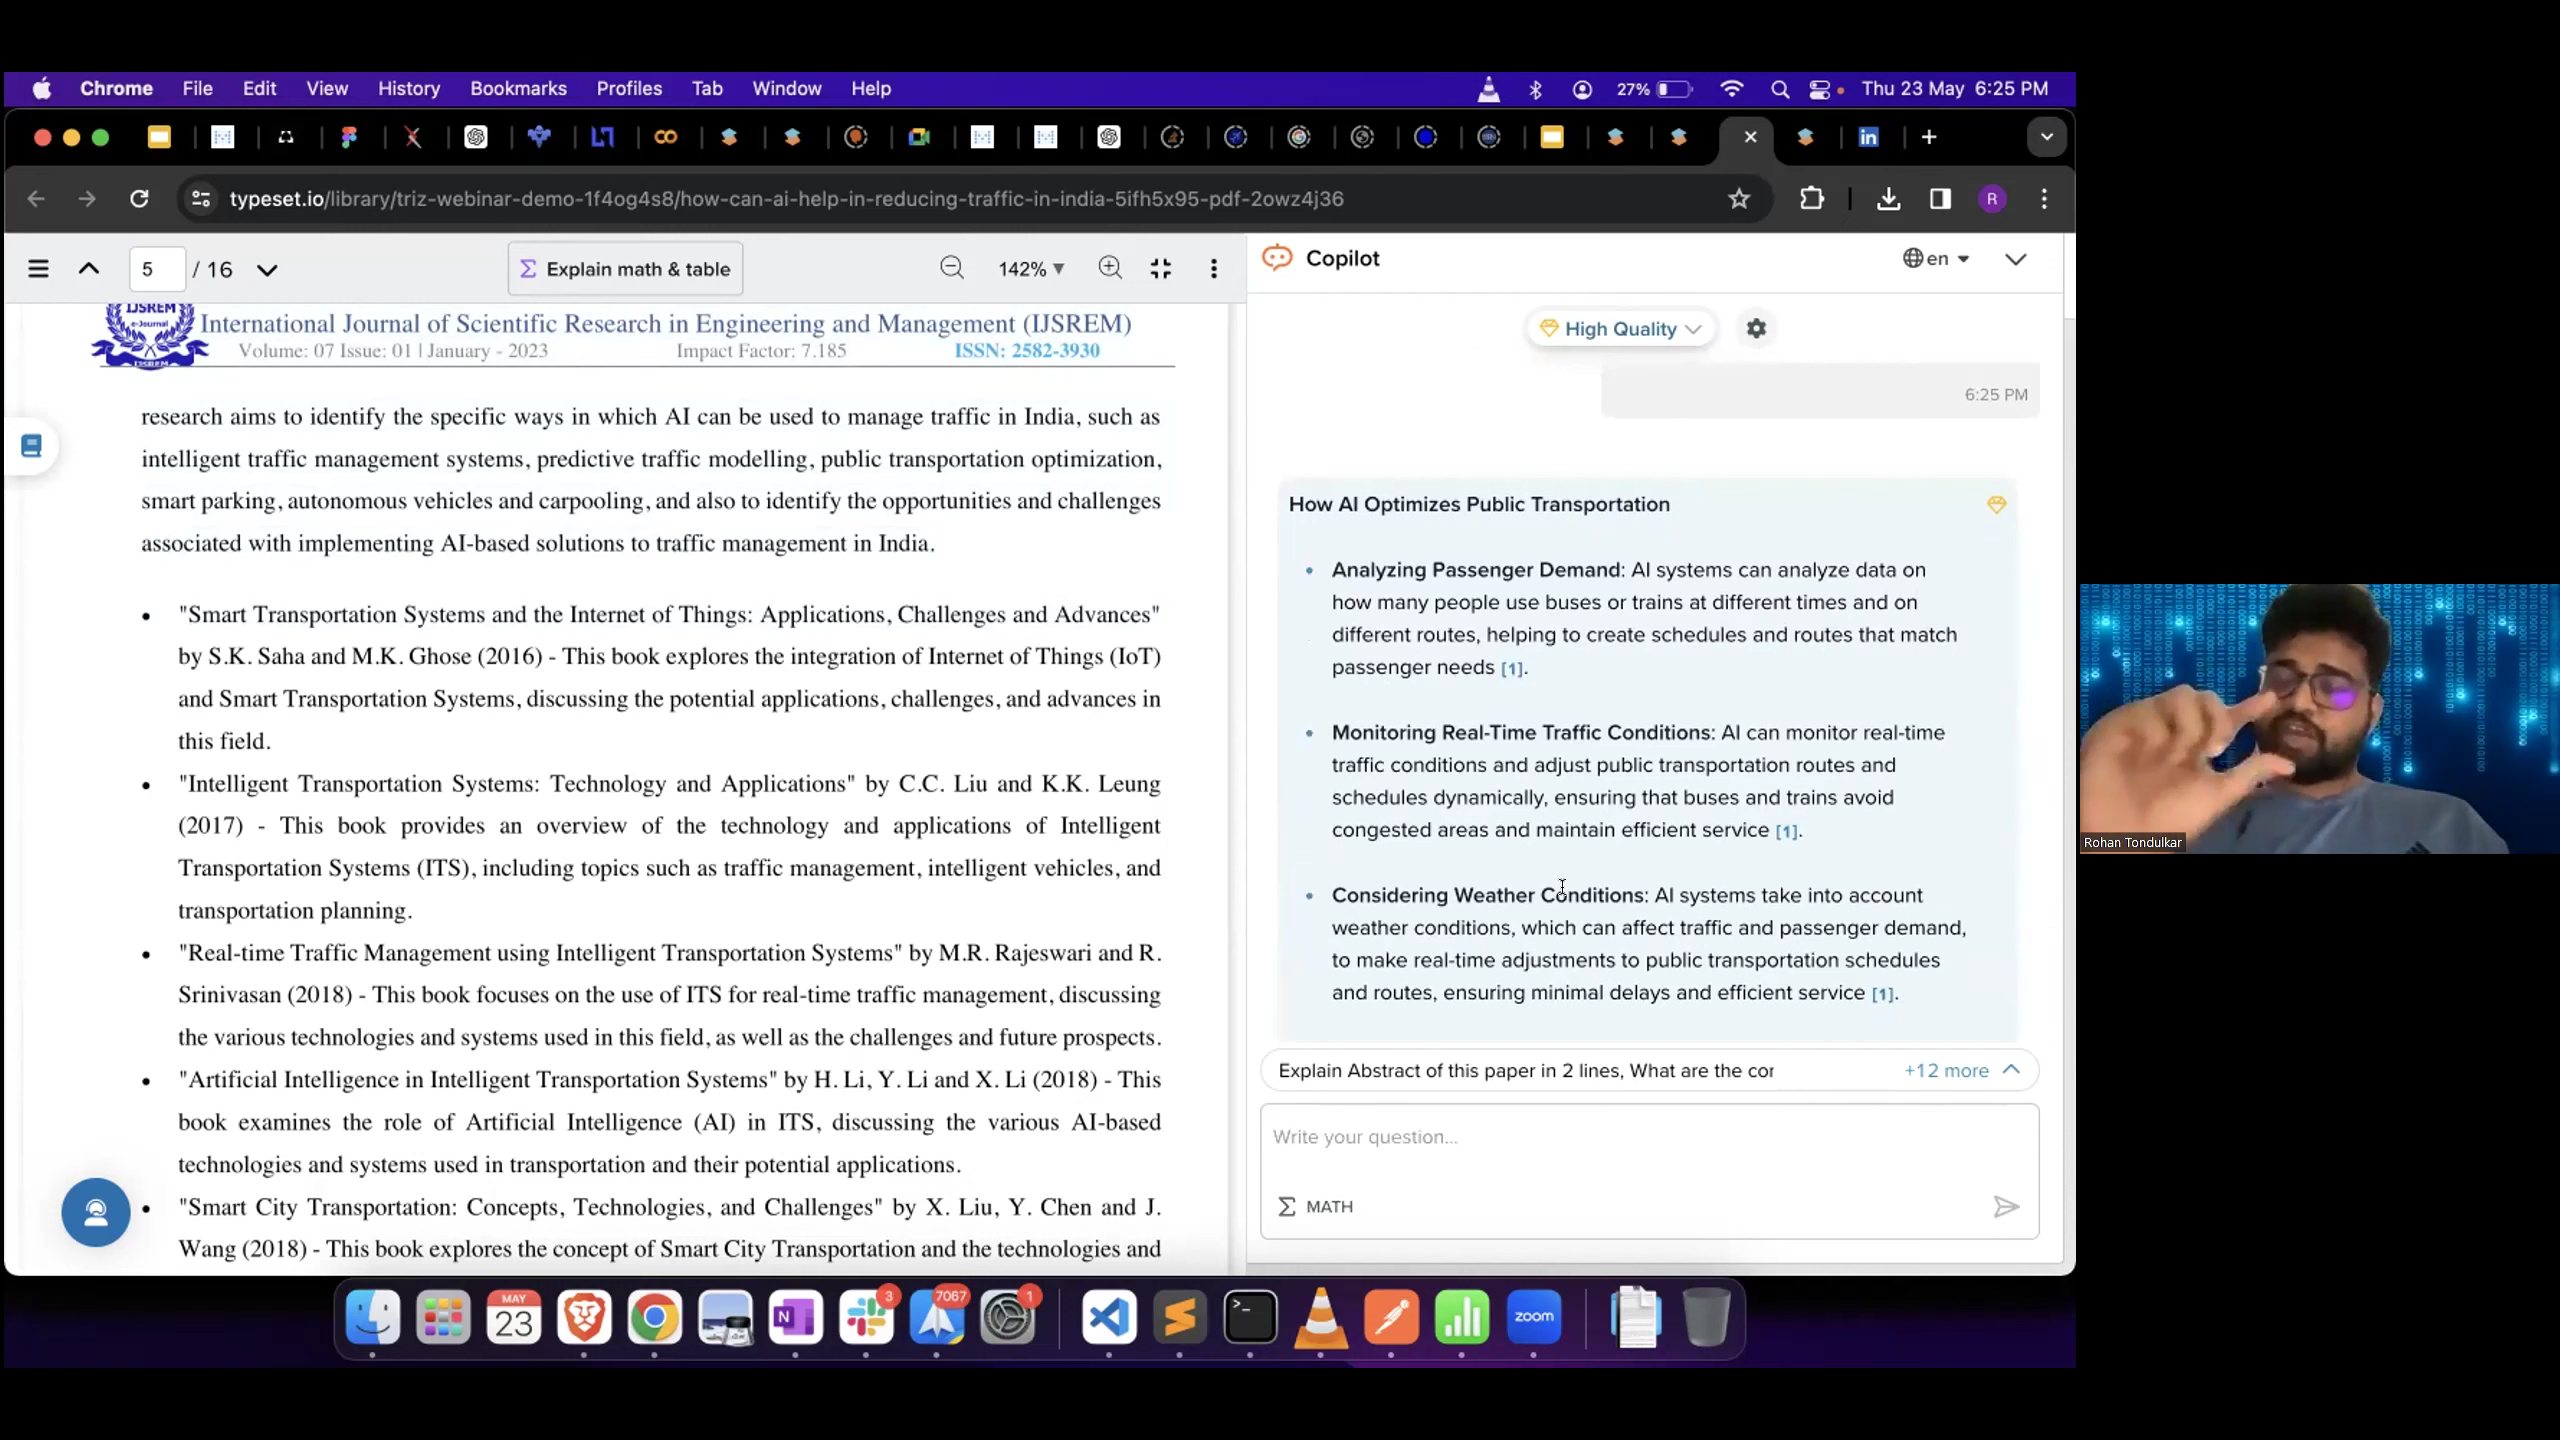 Chrome File Edit View History Bookmarks Profiles Tab Window Help 27% Thu 23 May 6:25 PM
typeset.io/library/triz-webinar-demo-1f4og4s8/how-can-ai-help-in-reducing-traffic-in-india-5ifh5x95-pdf-2owz4j36 R
5 / 16 Explain math & table 142%
IJSREM
e-Journal
International Journal of Scientific Research in Engineering and Management (IJSREM)
Volume: 07 Issue: 01 | January - 2023 Impact Factor: 7.185 ISSN: 2582-3930
research aims to identify the specific ways in which AI can be used to manage traffic in India, such as
intelligent traffic management systems, predictive traffic modelling, public transportation optimization,
smart parking, autonomous vehicles and carpooling, and also to identify the opportunities and challenges
associated with implementing AI-based solutions to traffic management in India.
• "Smart Transportation Systems and the Internet of Things: Applications, Challenges and Advances"
by S.K. Saha and M.K. Ghose (2016) - This book explores the integration of Internet of Things (IoT)
and Smart Transportation Systems, discussing the potential applications, challenges, and advances in
this field.
• "Intelligent Transportation Systems: Technology and Applications" by C.C. Liu and K.K. Leung
(2017) - This book provides an overview of the technology and applications of Intelligent
Transportation Systems (ITS), including topics such as traffic management, intelligent vehicles, and
transportation planning.
• "Real-time Traffic Management using Intelligent Transportation Systems" by M.R. Rajeswari and R.
Srinivasan (2018) - This book focuses on the use of ITS for real-time traffic management, discussing
the various technologies and systems used in this field, as well as the challenges and future prospects.
• "Artificial Intelligence in Intelligent Transportation Systems" by H. Li, Y. Li and X. Li (2018) - This
book examines the role of Artificial Intelligence (AI) in ITS, discussing the various AI-based
technologies and systems used in transportation and their potential applications.
• "Smart City Transportation: Concepts, Technologies, and Challenges" by X. Liu, Y. Chen and J.
Wang (2018) - This book explores the concept of Smart City Transportation and the technologies and
Copilot en
High Quality
6:25 PM
How AI Optimizes Public Transportation
• Analyzing Passenger Demand: AI systems can analyze data on
how many people use buses or trains at different times and on
different routes, helping to create schedules and routes that match
passenger needs [1].
• Monitoring Real-Time Traffic Conditions: AI can monitor real-time
traffic conditions and adjust public transportation routes and
schedules dynamically, ensuring that buses and trains avoid
congested areas and maintain efficient service [1].
• Considering Weather Conditions: AI systems take into account
weather conditions, which can affect traffic and passenger demand,
to make real-time adjustments to public transportation schedules
and routes, ensuring minimal delays and efficient service [1].
Explain Abstract of this paper in 2 lines, What are the cor +12 more
Write your question...
MATH
Rohan Tondulkar
MAY
23
N
3
7067
1
zoom